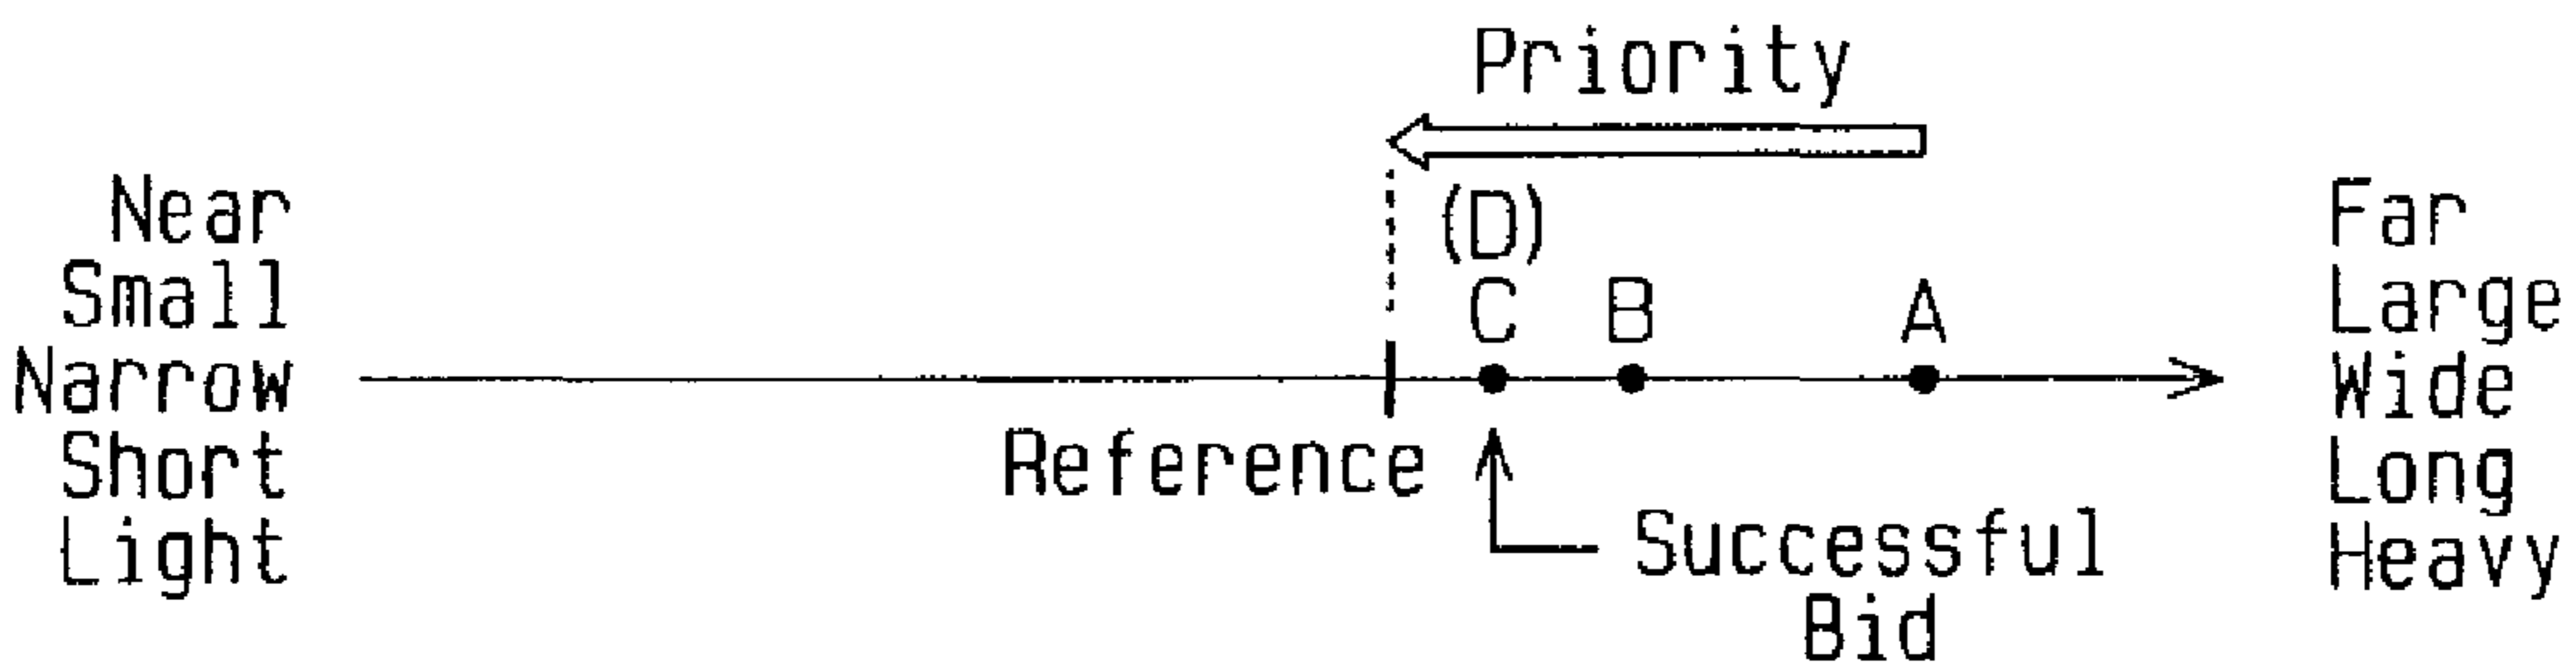 Priority
Near (D) Far
Small C B A Large
Narrow Wide
Short Reference Long
Light Successful Heavy
Bid